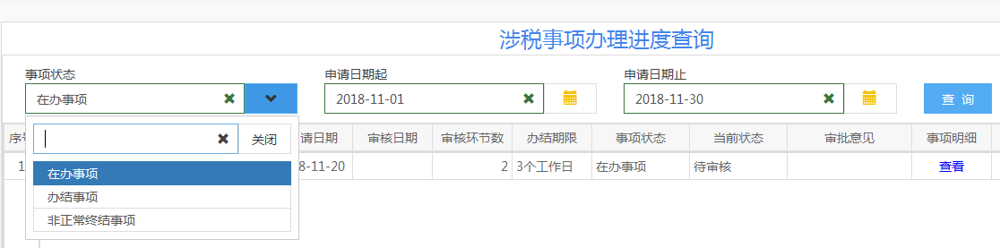 涉税事项办理进度查询
事项状态 申请日期起 申请日期止
在办事项 2018-11-01 2018-11-30 查 询
关闭
在办事项
办结事项
非正常终结事项
请日期 审核日期 审核环节数 办结期限 事项状态 当前状态 审批意见 事项明细
1 8-11-20 2 3个工作日 在办事项 待审核 查看